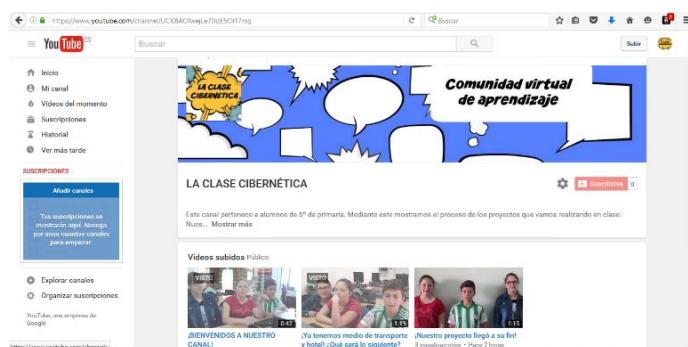 https://www.youtube.com/channel/
Buscar
2
You Tube ES
Buscar
Subir
Inicio
Mi canal
Vídeos del momento
Suscripciones
Historial
Ver más tarde
SUSCRIPCIONES
Añadir canales
Tus suscripciones se
mostrarán aquí. Navega
por unos cuantos canales
para empezar.
Explorar canales
Organizar suscripciones
YouTube, una empresa de
Google
LA CLASE
CIBERNÉTICA
Comunidad virtual
de aprendizaje
LA CLASE CIBERNÉTICA
Suscribirse 0
Este canal pertenece a alumnos de 6º de primaria. Mediante este mostramos el proceso de los proyectos que vamos realizando en clase.
Mostrar más
Vídeos subidos Público
VISTO
0:42
¡BIENVENIDOS A NUESTRO
CANAL!
VISTO
1:19
¡Ya tenemos medio de transporte
y hotel! ¿Qué será lo siguiente?
1:15
¡Nuestro proyecto llegó a su fin!
3 visualizaciones • Hace 2 horas